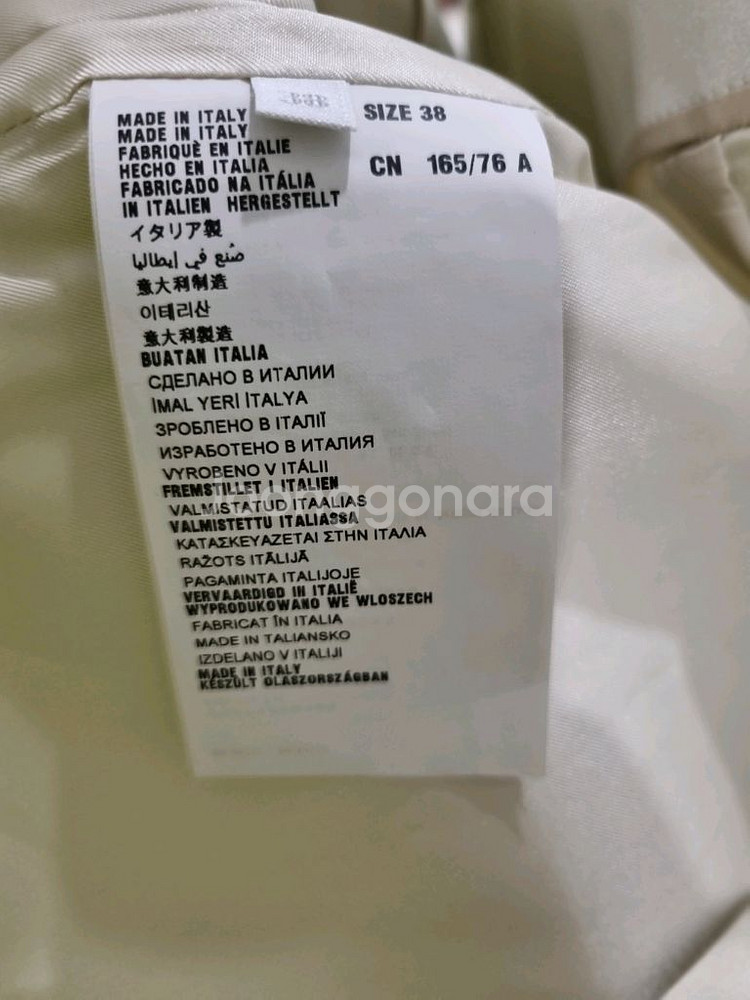 MADE IN ITALY
MADE IN ITALY
FABRIQUÈ EN ITALIE
HECHO EN ITALIA
FABRICADO NA ITÁLIA
IN ITALIEN HERGESTELLT
イタリア製
صُنع في إيطاليا
意大利制造
이태리산
意大利製造
BUATAN ITALIA
СДЕЛАНО В ИТАЛИИ
İMAL YERİ İTALYA
ЗРОБЛЕНО В ІТАЛІЇ
ИЗРАБОТЕНО В ИТАЛИЯ
VYROBENO V ITÁLII
FREMSTILLET I ITALIEN
VALMISTATUD ITAALIAS
VALMISTETTU ITALIASSA
ΚΑΤΑΣΚΕΥΑΖΕΤΑΙ ΣΤΗΝ ΙΤΑΛΙΑ
RAŽOTS ITĀLIJĀ
PAGAMINTA ITALIJOJE
VERVAARDIGD IN ITALIË
WYPRODUKOWANO WE WLOSZECH
FABRICAT ÎN ITALIA
MADE IN TALIANSKO
IZDELANO V ITALIJI
MADE IN ITALY
KÉSZÜLT OLASZORSZÁGBAN
SIZE 38
CN 165/76 A